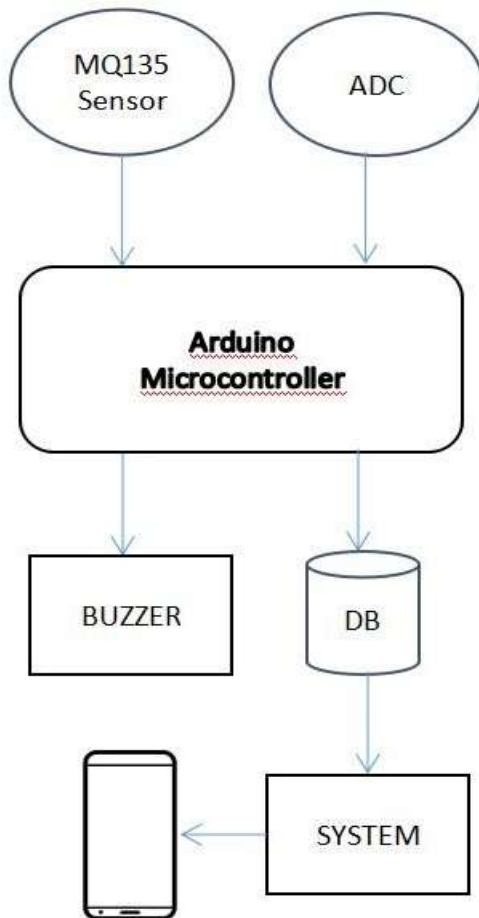 MQ135
Sensor
ADC
Arduino
Microcontroller
BUZZER
DB
SYSTEM